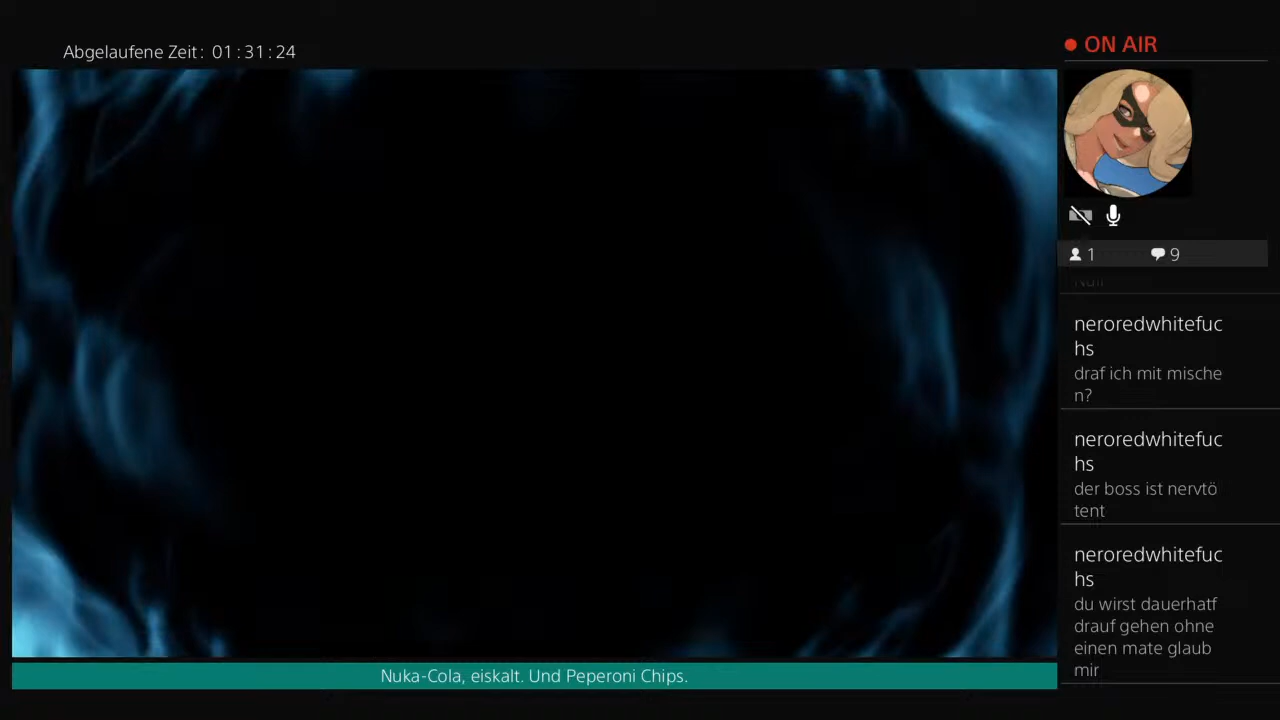 Abgelaufene Zeit: 01:31:24
ON AIR
1 9
neroredwhitefuc
hs
draf ich mit mische
n?
neroredwhitefuc
hs
der boss ist nervtö
tent
neroredwhitefuc
hs
du wirst dauerhatf
drauf gehen ohne
einen mate glaub
mir
Nuka-Cola, eiskalt. Und Peperoni Chips.